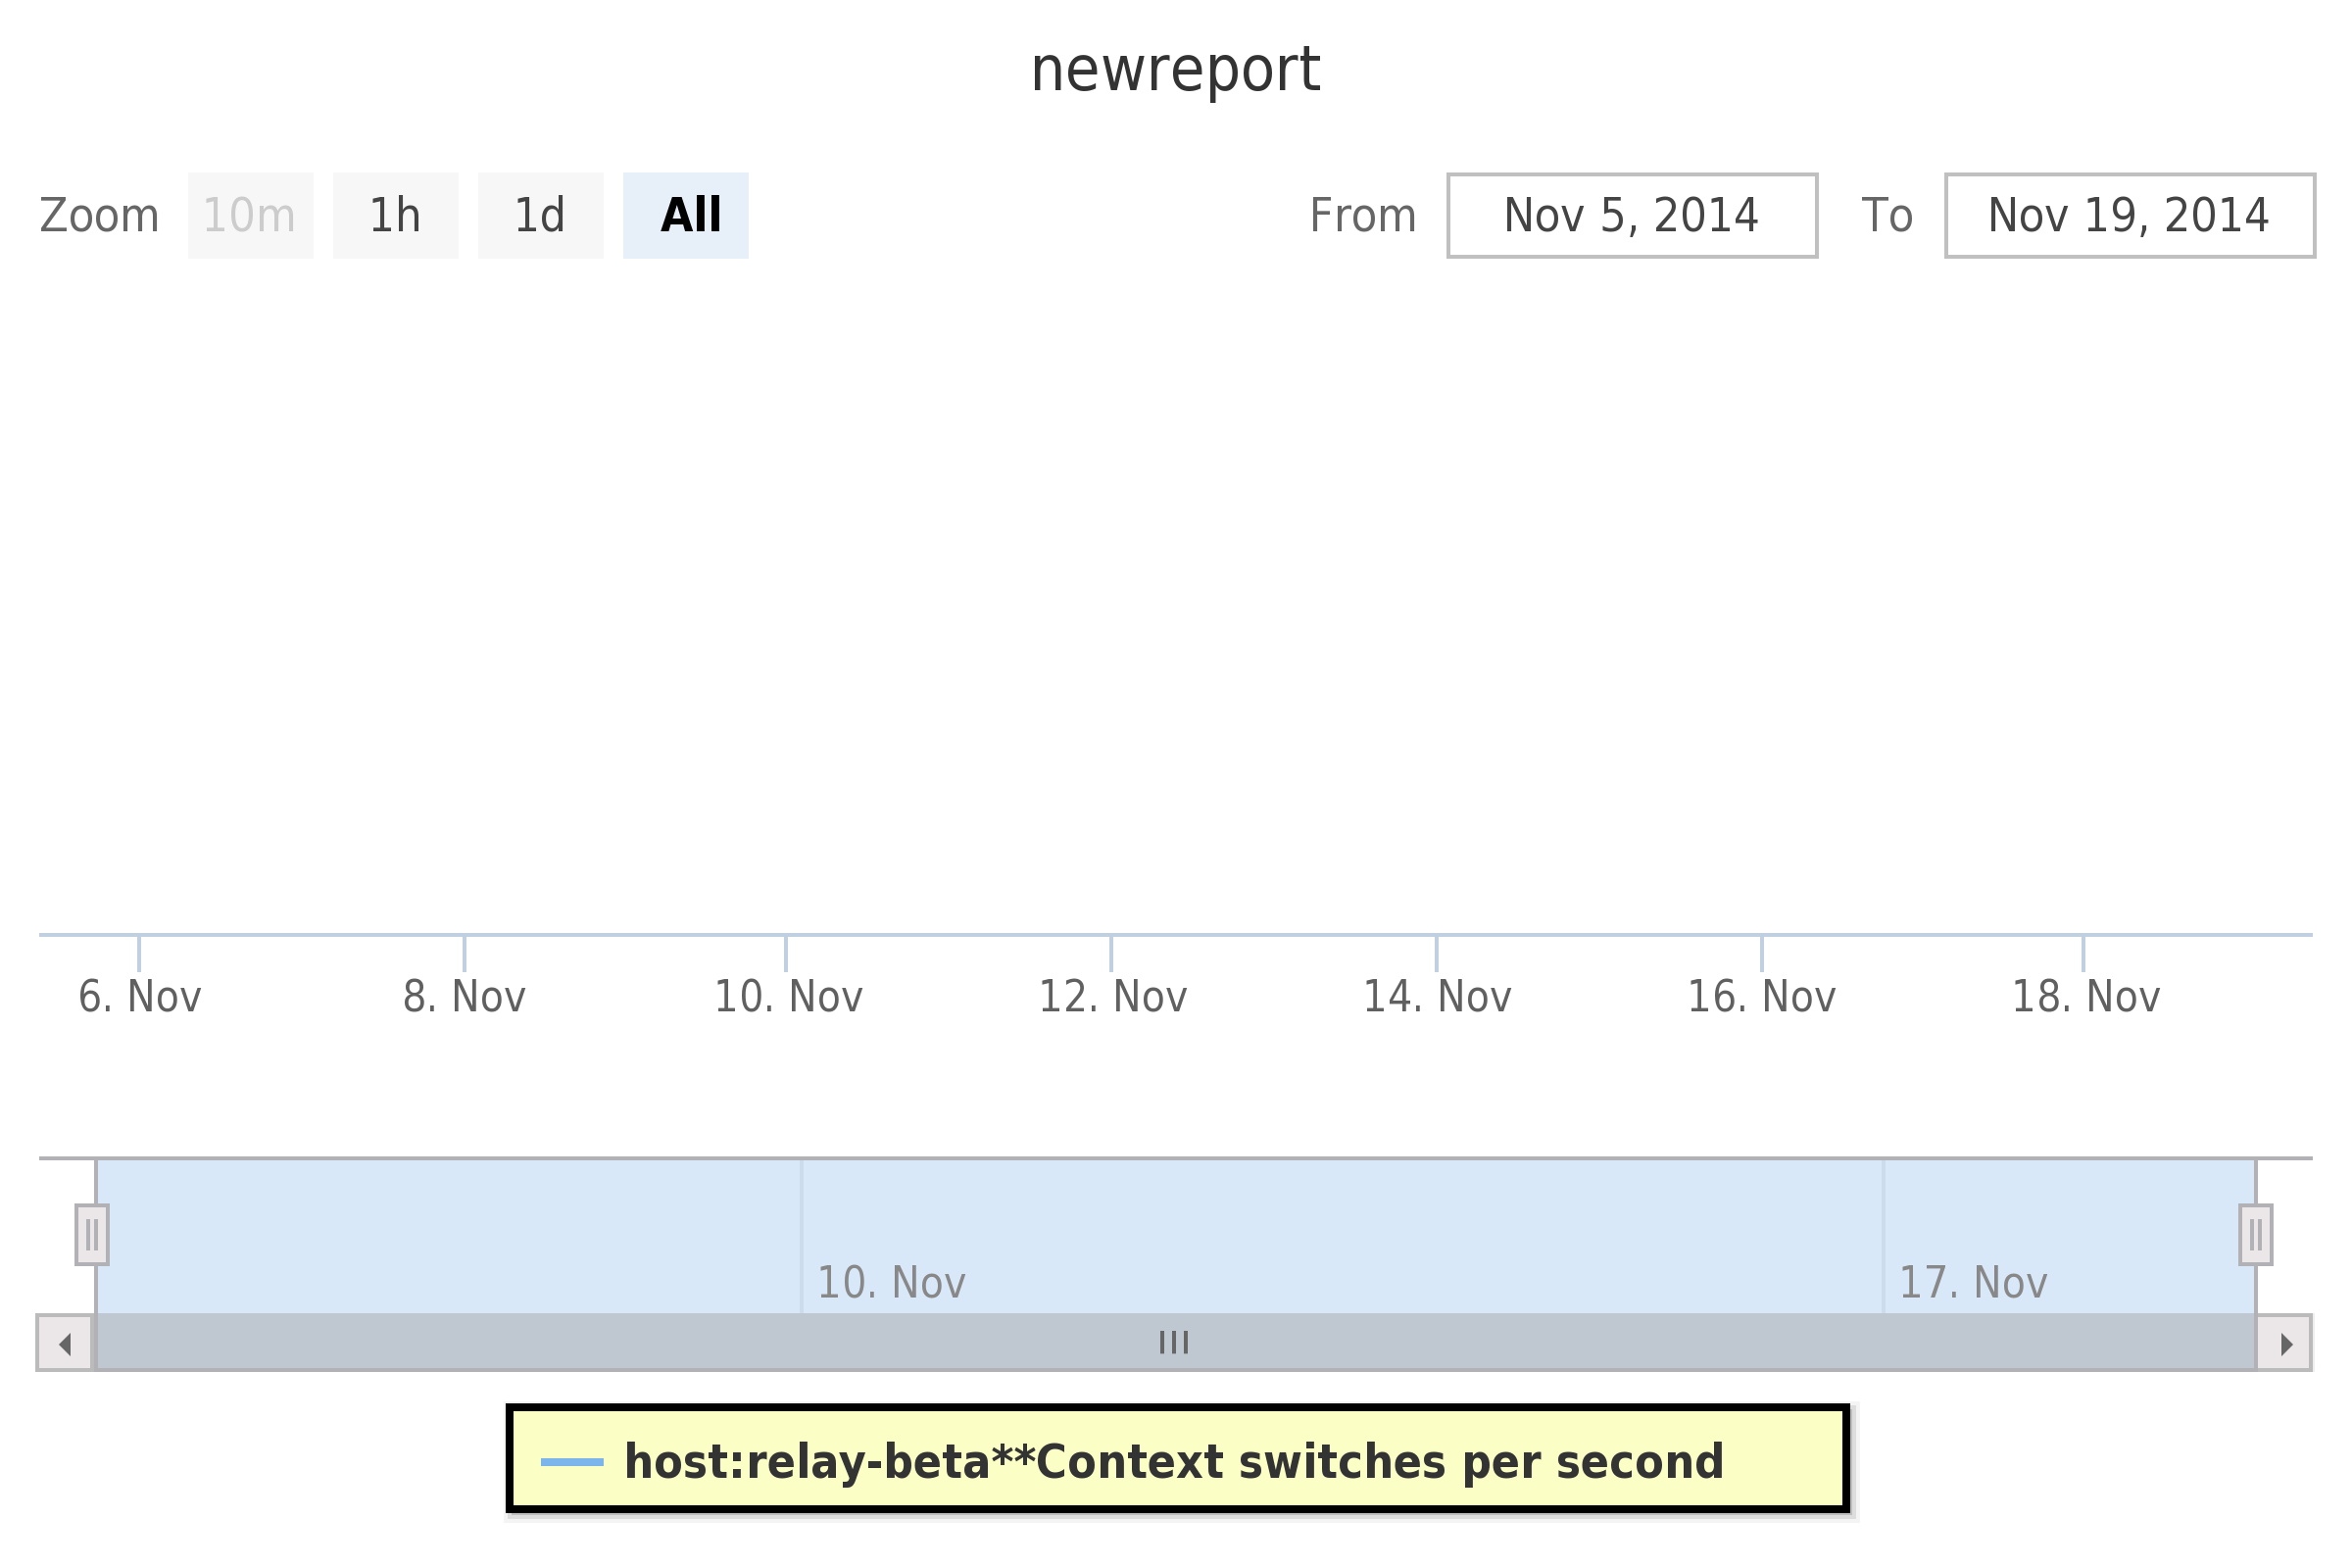 newreport
Zoom 10m 1h 1d All From Nov 5, 2014 To Nov 19, 2014
6. Nov 8. Nov 10. Nov 12. Nov 14. Nov 16. Nov 18. Nov
10. Nov 17. Nov
host:relay-beta**Context switches per second